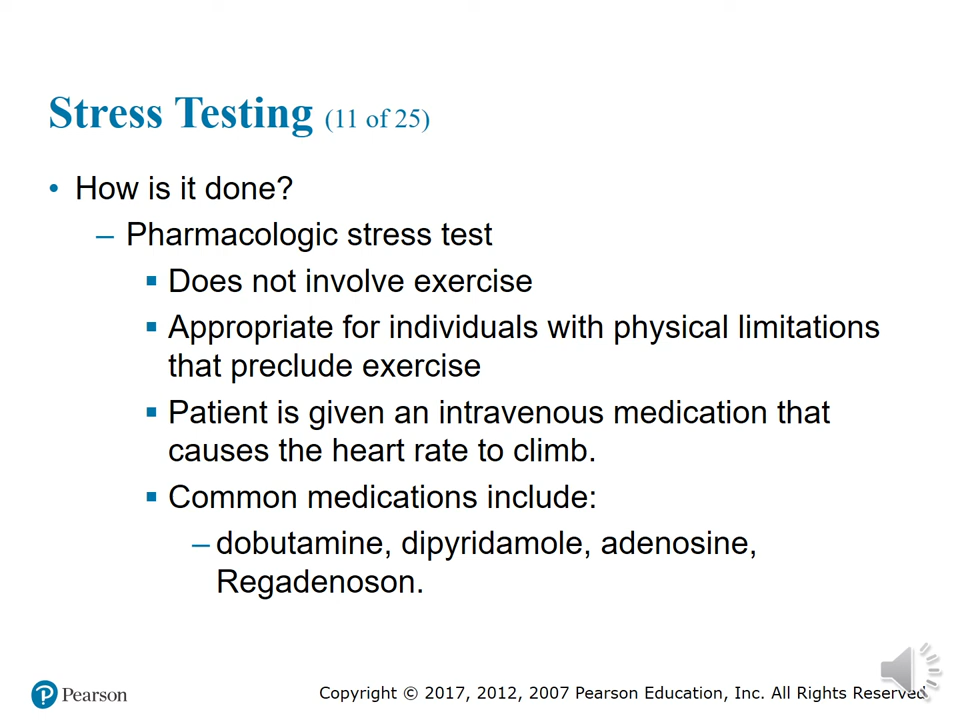 Stress Testing (11 of 25)
• How is it done?
– Pharmacologic stress test
▪ Does not involve exercise
▪ Appropriate for individuals with physical limitations
that preclude exercise
▪ Patient is given an intravenous medication that
causes the heart rate to climb.
▪ Common medications include:
– dobutamine, dipyridamole, adenosine,
Regadenoson.
Pearson
Copyright © 2017, 2012, 2007 Pearson Education, Inc. All Rights Reserved